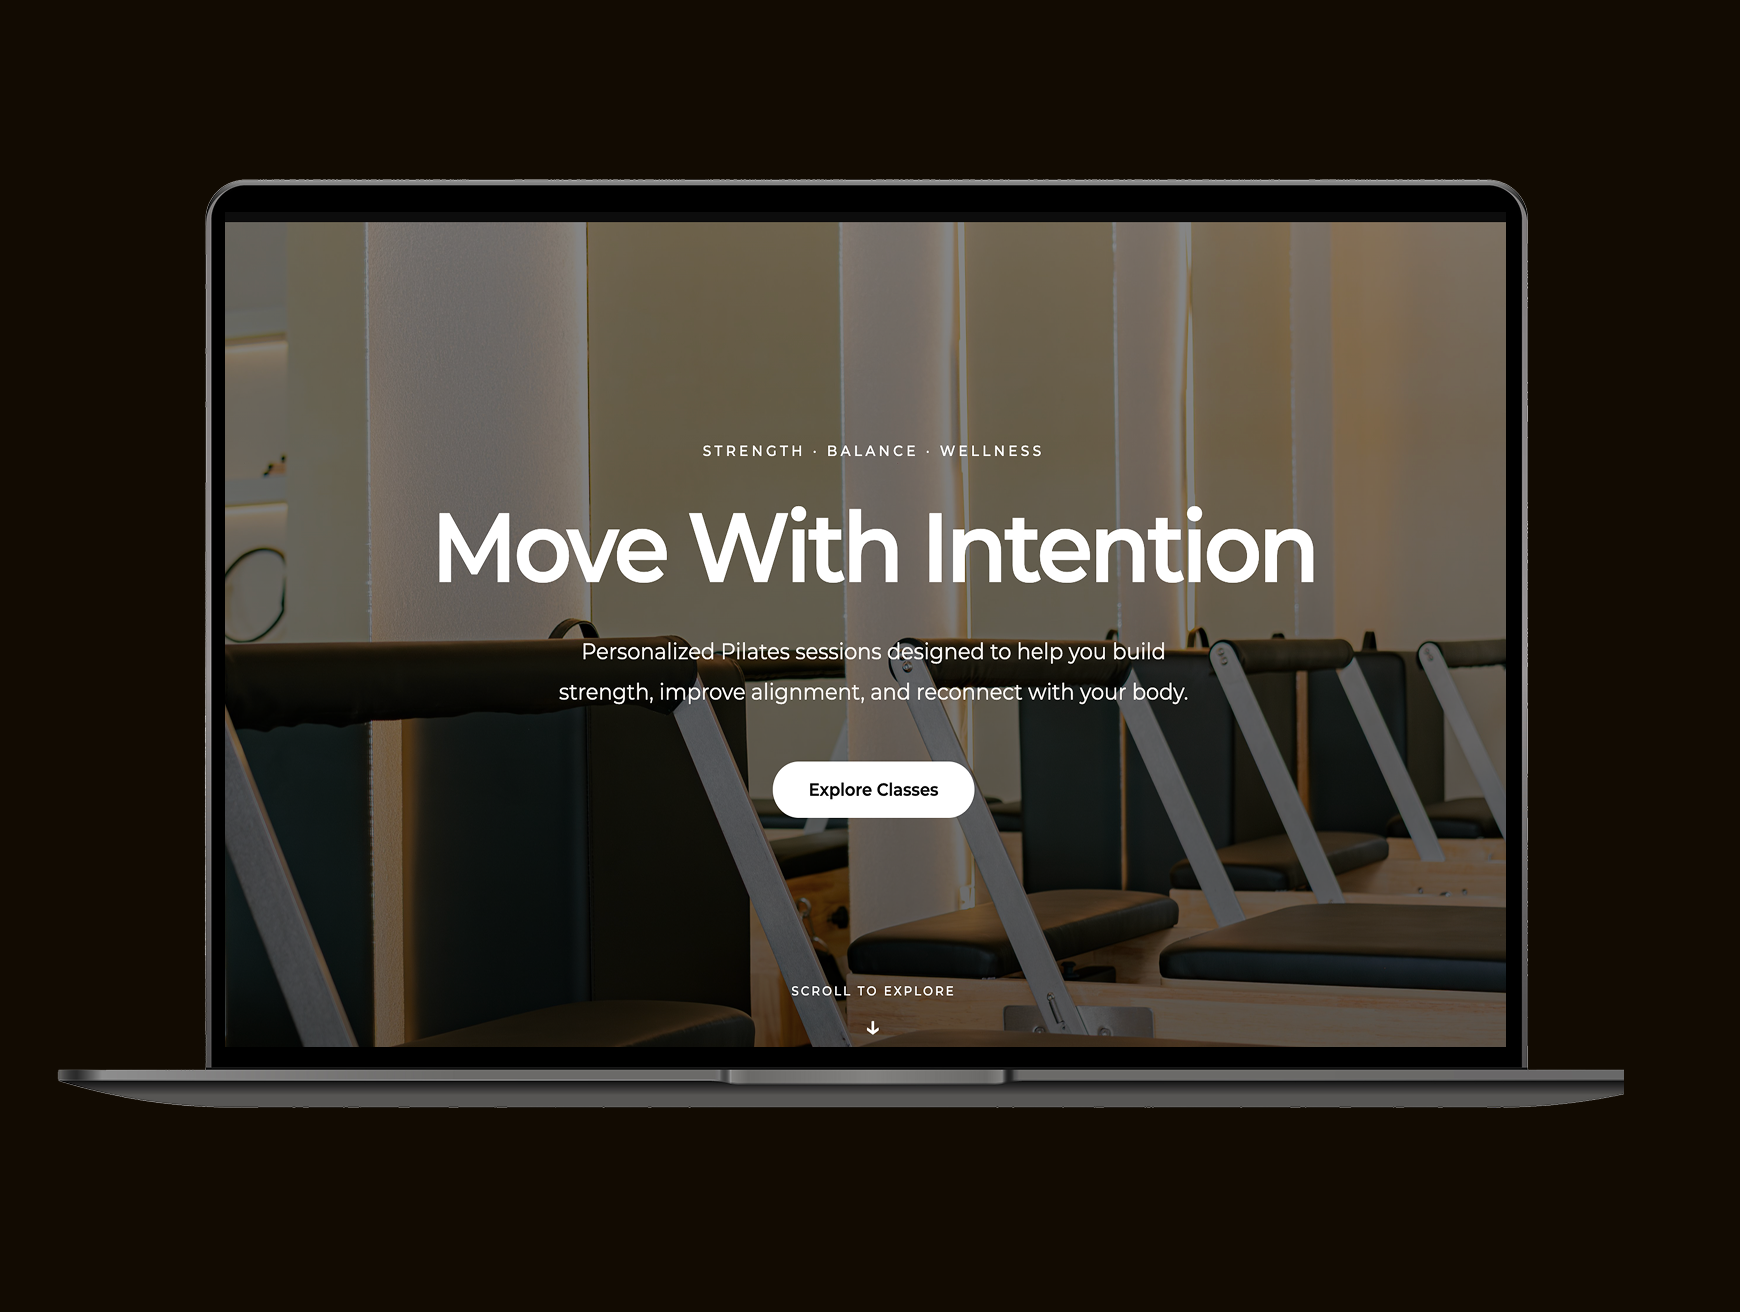 STRENGTH · BALANCE · WELLNESS
Move With Intention
Personalized Pilates sessions designed to help you build
strength, improve alignment, and reconnect with your body.
Explore Classes
SCROLL TO EXPLORE